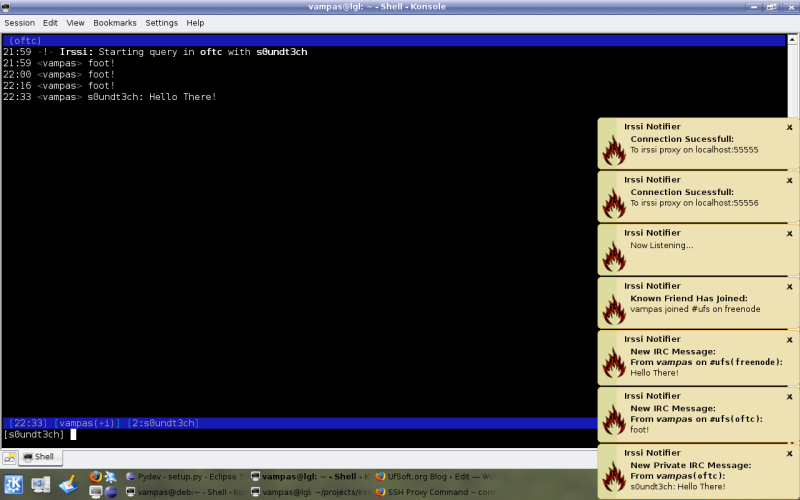 vampas@lgl: ~ - Shell - Konsole
Session Edit View Bookmarks Settings Help
(oftc)
21:59 -!- Irssi: Starting query in oftc with s0undt3ch
21:59 <vampas> foot!
22:00 <vampas> foot!
22:16 <vampas> foot!
22:33 <vampas> s0undt3ch: Hello There!
Irssi Notifier
Connection Sucessfull:
To irssi proxy on localhost:55555
Irssi Notifier
Connection Sucessfull:
To irssi proxy on localhost:55556
Irssi Notifier
Now Listening...
Irssi Notifier
Known Friend Has Joined:
vampas joined #ufs on freenode
Irssi Notifier
New IRC Message:
From vampas on #ufs(freenode):
Hello There!
Irssi Notifier
New IRC Message:
From vampas on #ufs(oftc):
foot!
Irssi Notifier
New Private IRC Message:
From vampas(oftc):
s0undt3ch: Hello There!
[22:33] [vampas(+i)] [2:s0undt3ch]
[s0undt3ch]
Shell
Pydev - setup.py - Eclipse S
vampas@lgl: ~ - Shell - K
UfSoft.org Blog › Edit — Wo
vampas@deb:~ - Shell - Ko
vampas@lgl: ~/projects/Irss
SSH Proxy Command -- conn